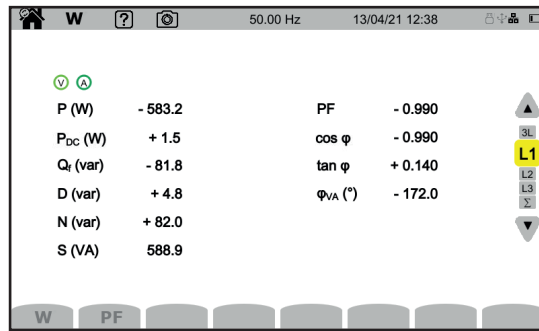 W ? 50.00 Hz 13/04/21 12:38
V A
P (W) - 583.2 PF - 0.990
PDC (W) + 1.5 cos φ - 0.990
Qf (var) - 81.8 tan φ + 0.140
D (var) + 4.8 φVA (°) - 172.0
N (var) + 82.0
S (VA) 588.9
3L
L1
L2
L3
Σ
W PF